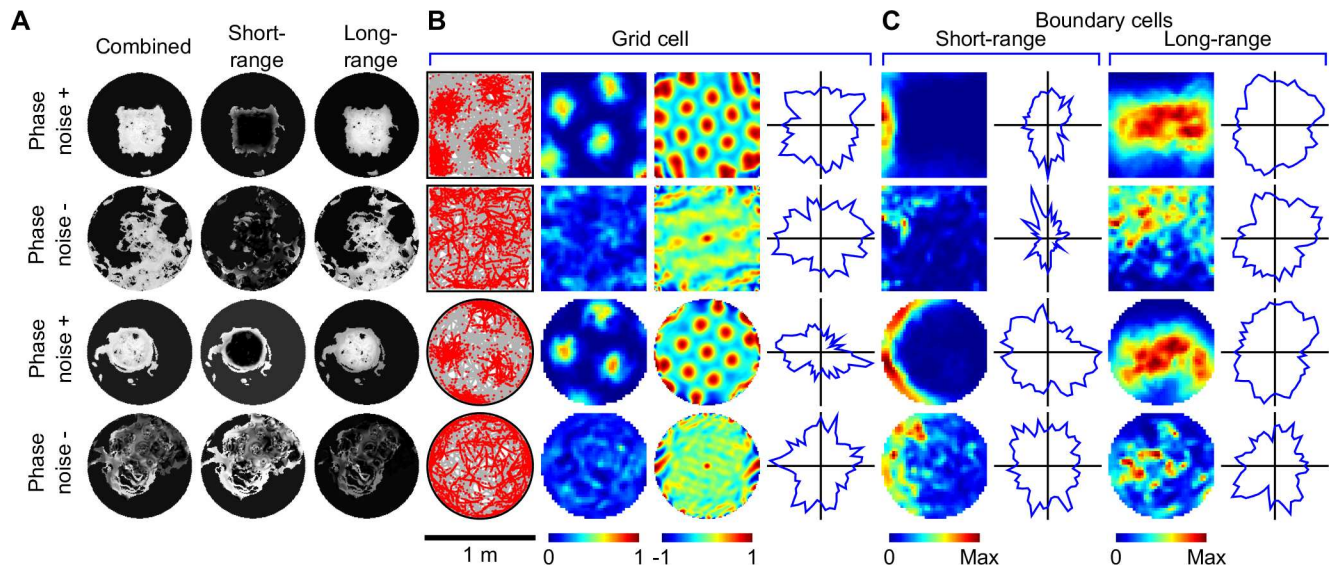 A
B
C
Combined
Short-
range
Long-
range
Grid cell
Boundary cells
Short-range
Long-range
Phase
noise +
Phase
noise -
Phase
noise +
Phase
noise -
1 m
0
1
-1
1
0
Max
0
Max